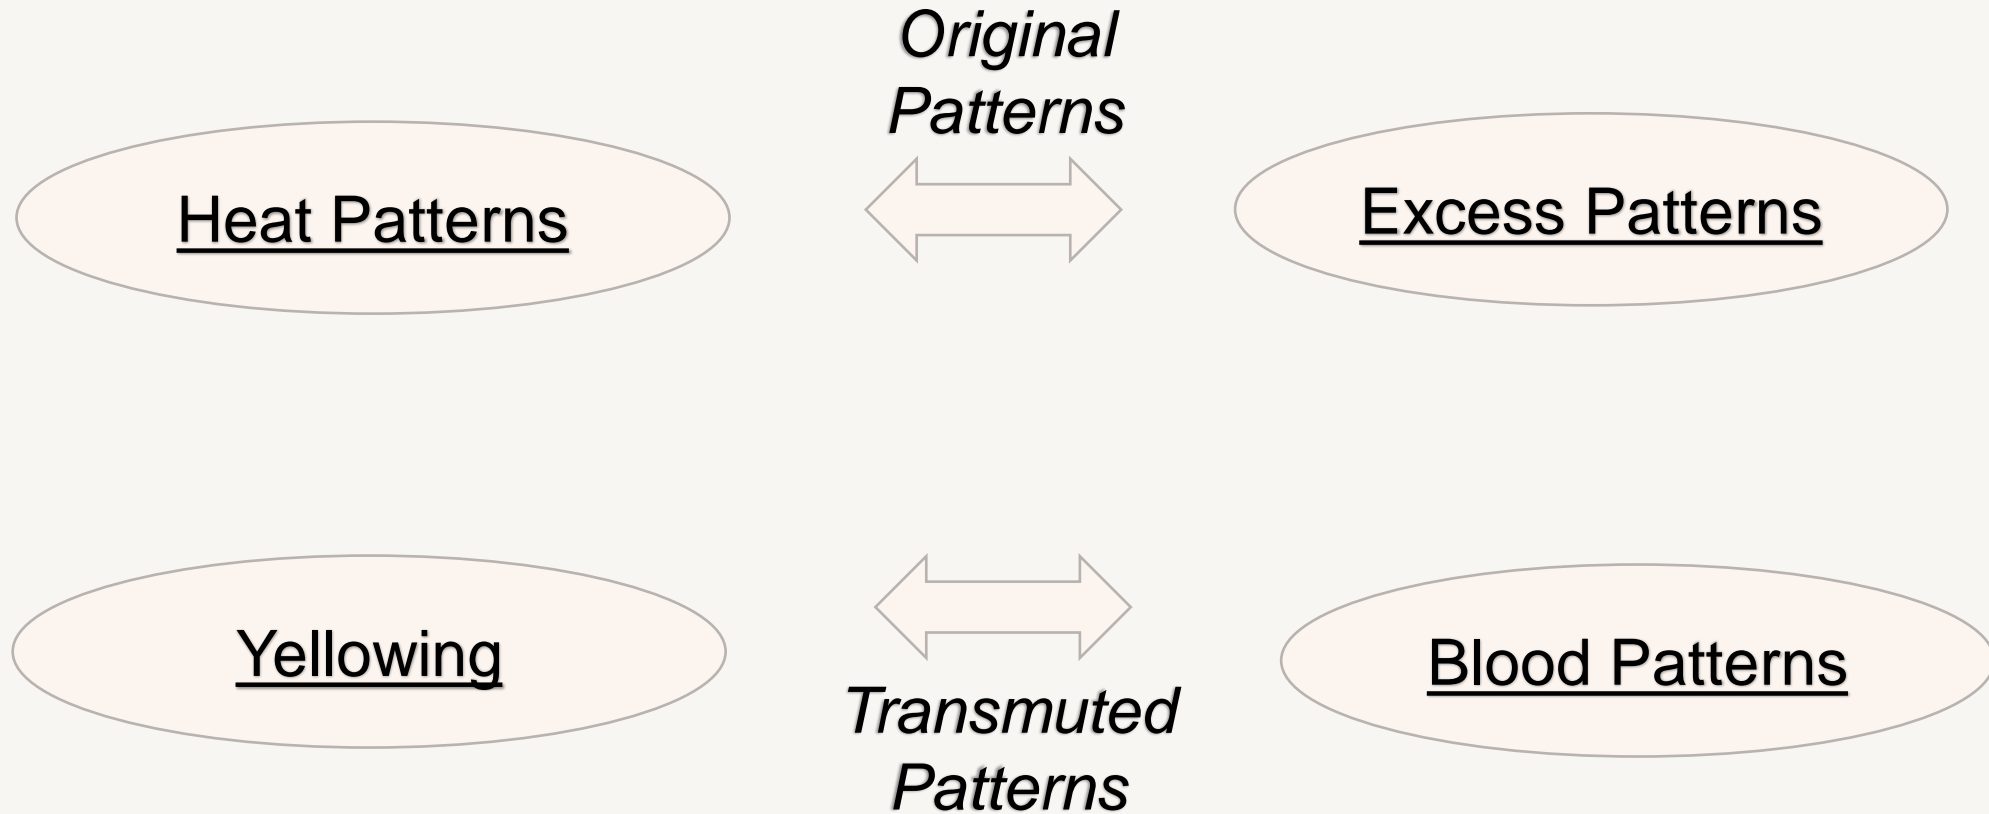 Original
Patterns
Heat Patterns
Excess Patterns
Yellowing
Blood Patterns
Transmuted
Patterns